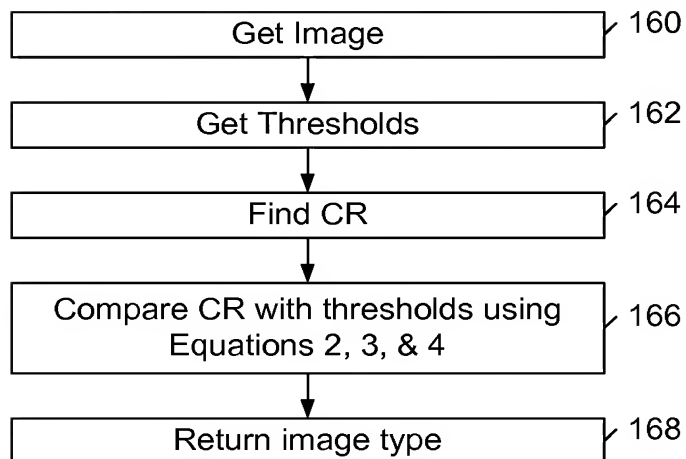 Get Image
160
Get Thresholds
162
Find CR
164
Compare CR with thresholds using
Equations 2, 3, & 4
166
Return image type
168